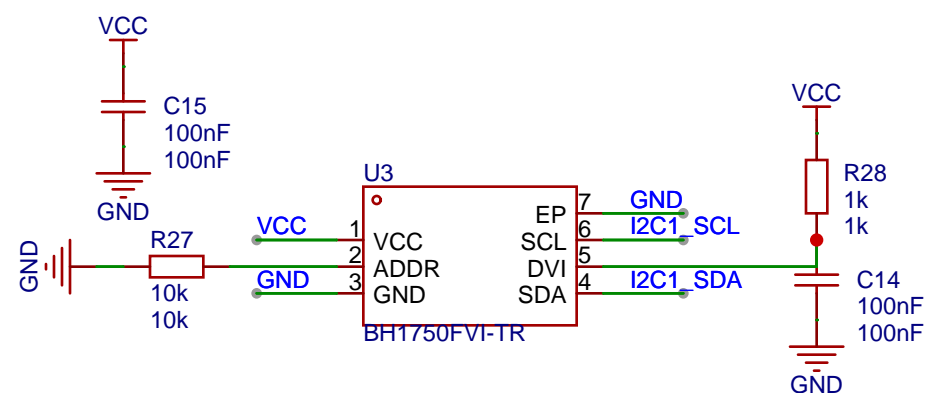 VCC
C15
100nF
100nF
GND
VCC
R28
1k
1k
U3
VCC
1
VCC
EP
7
GND
SCL
6
I2C1_SCL
GND
R27
10k
10k
2
ADDR
DVI
5
GND
3
GND
SDA
4
I2C1_SDA
BH1750FVI-TR
C14
100nF
100nF
GND